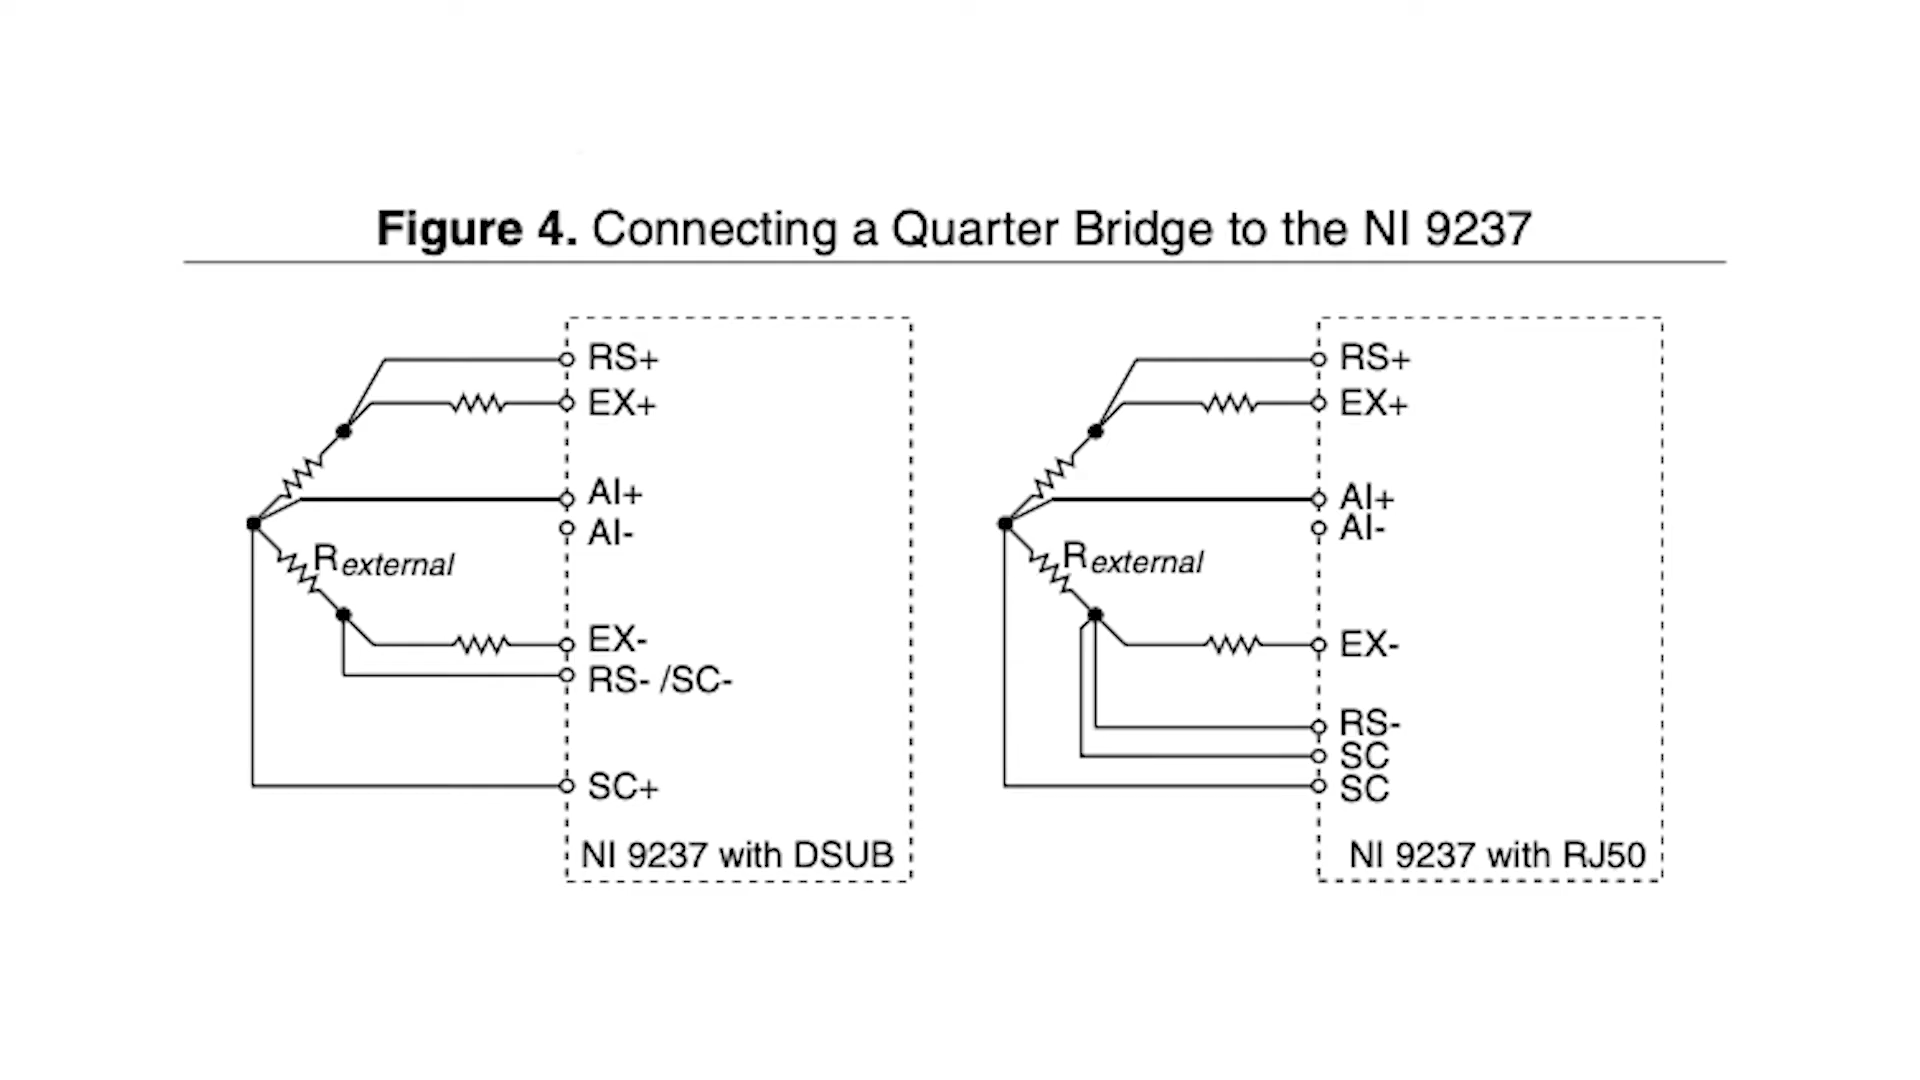 Figure 4. Connecting a Quarter Bridge to the NI 9237
RS+
EX+
AI+
AI-
Rexternal
EX-
RS- /SC-
SC+
NI 9237 with DSUB
RS+
EX+
AI+
AI-
Rexternal
EX-
RS-
SC
SC
NI 9237 with RJ50